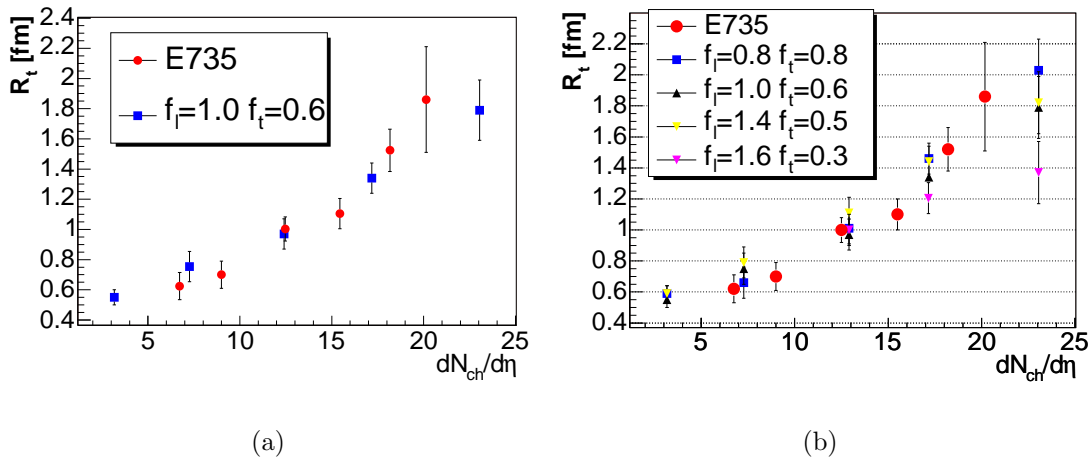 R_t [fm]
2.4
2.2
2
1.8
1.6
1.4
1.2
1
0.8
0.6
0.4
E735
f_l=1.0 f_t=0.6
5 10 15 20 25
dN_ch/dη
(a)
R_t [fm]
2.2
2
1.8
1.6
1.4
1.2
1
0.8
0.6
0.4
E735
f_l=0.8 f_t=0.8
f_l=1.0 f_t=0.6
f_l=1.4 f_t=0.5
f_l=1.6 f_t=0.3
5 10 15 20 25
dN_ch/dη
(b)